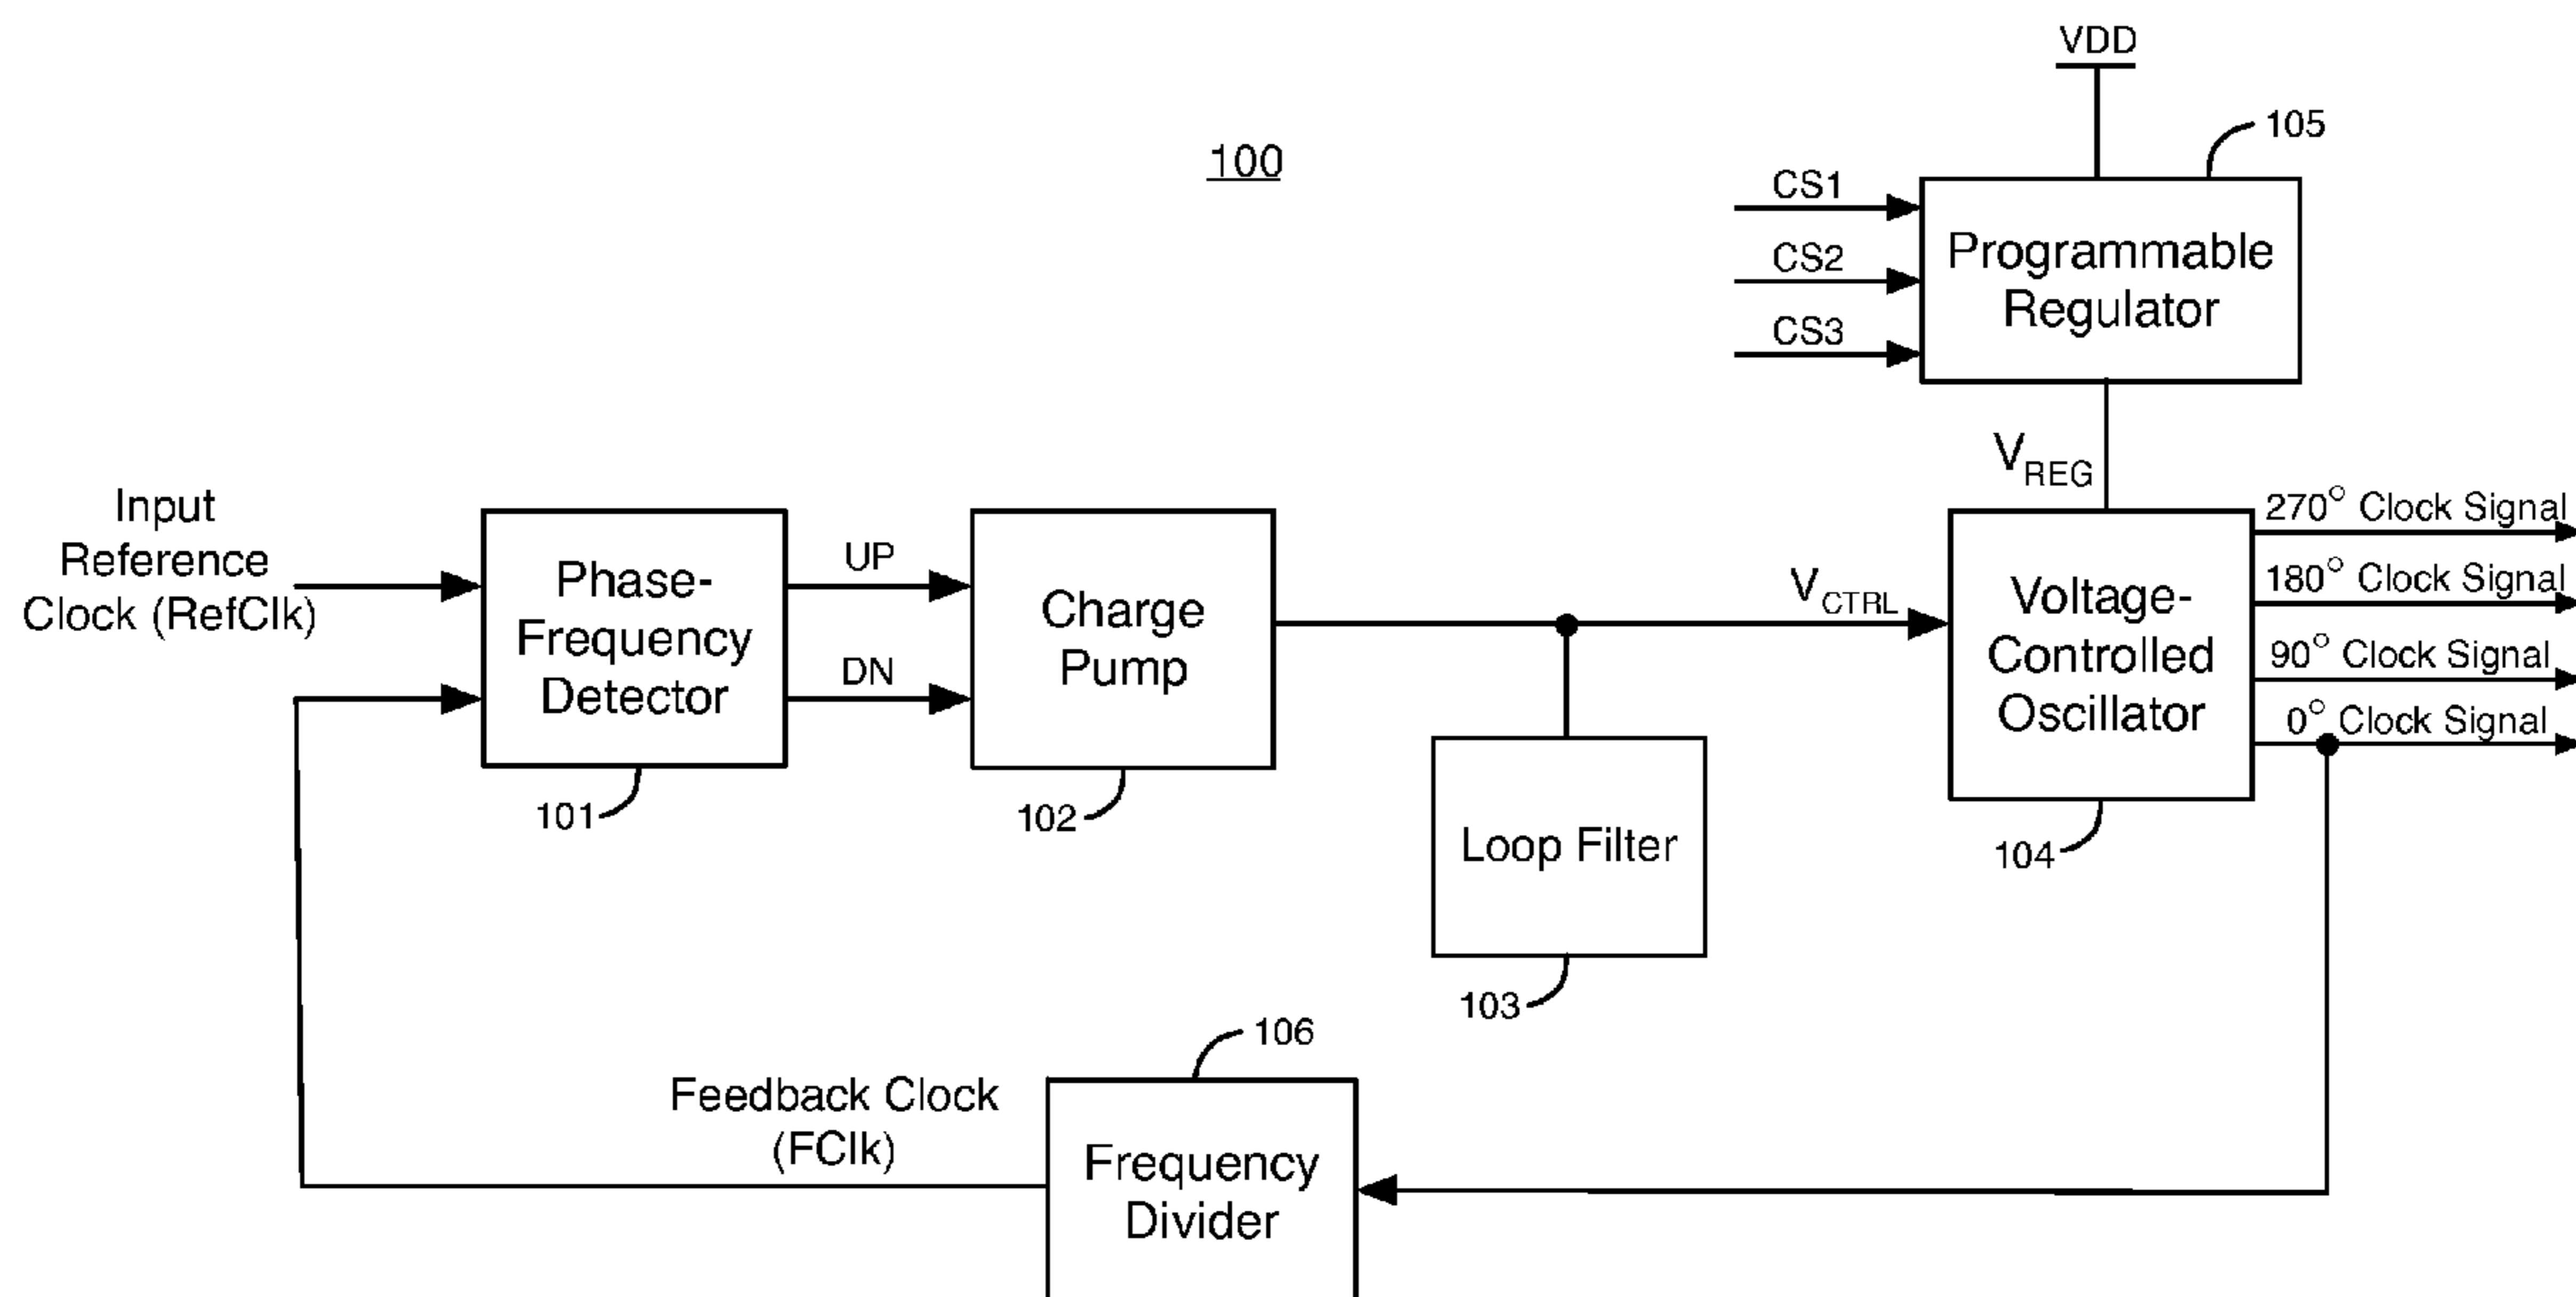 VDD
105
100
CS1
CS2
CS3
Programmable
Regulator
VREG
Input
Reference
Clock (RefClk)
Phase-
Frequency
Detector
UP
DN
Charge
Pump
VCTRL
Voltage-
Controlled
Oscillator
270° Clock Signal
180° Clock Signal
90° Clock Signal
0° Clock Signal
101
102
Loop Filter
104
103
106
Feedback Clock
(FClk)
Frequency
Divider